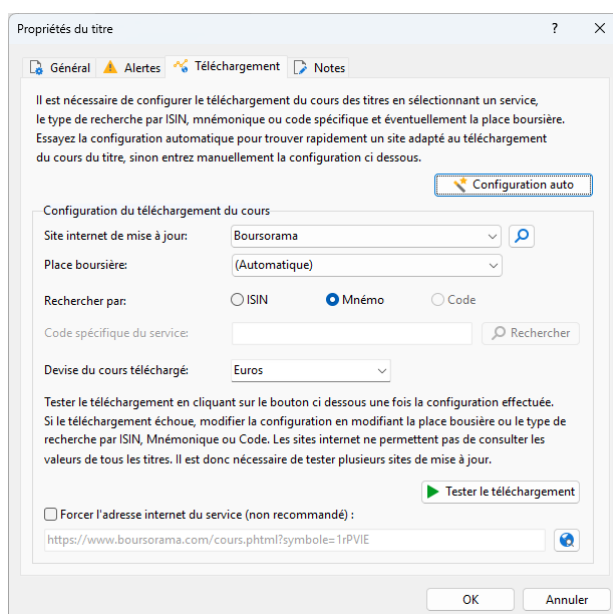 Propriétés du titre
?
Général
Alertes
Téléchargement
Notes
Il est nécessaire de configurer le téléchargement du cours des titres en sélectionnant un service,
le type de recherche par ISIN, mnémonique ou code spécifique et éventuellement la place boursière.
Essayez la configuration automatique pour trouver rapidement un site adapté au téléchargement
du cours du titre, sinon entrez manuellement la configuration ci dessous.
Configuration auto
Configuration du téléchargement du cours
Site internet de mise à jour: Boursorama
Place boursière: (Automatique)
Rechercher par: ISIN Mnémo Code
Code spécifique du service: Rechercher
Devise du cours téléchargé: Euros
Tester le téléchargement en cliquant sur le bouton ci dessous une fois la configuration effectuée.
Si le téléchargement échoue, modifier la configuration en modifiant la place bousière ou le type de
recherche par ISIN, Mnémonique ou Code. Les sites internet ne permettent pas de consulter les
valeurs de tous les titres. Il est donc nécessaire de tester plusieurs sites de mise à jour.
Tester le téléchargement
Forcer l'adresse internet du service (non recommandé) :
https://www.boursorama.com/cours.phtml?symbole=1rPVIE
OK Annuler